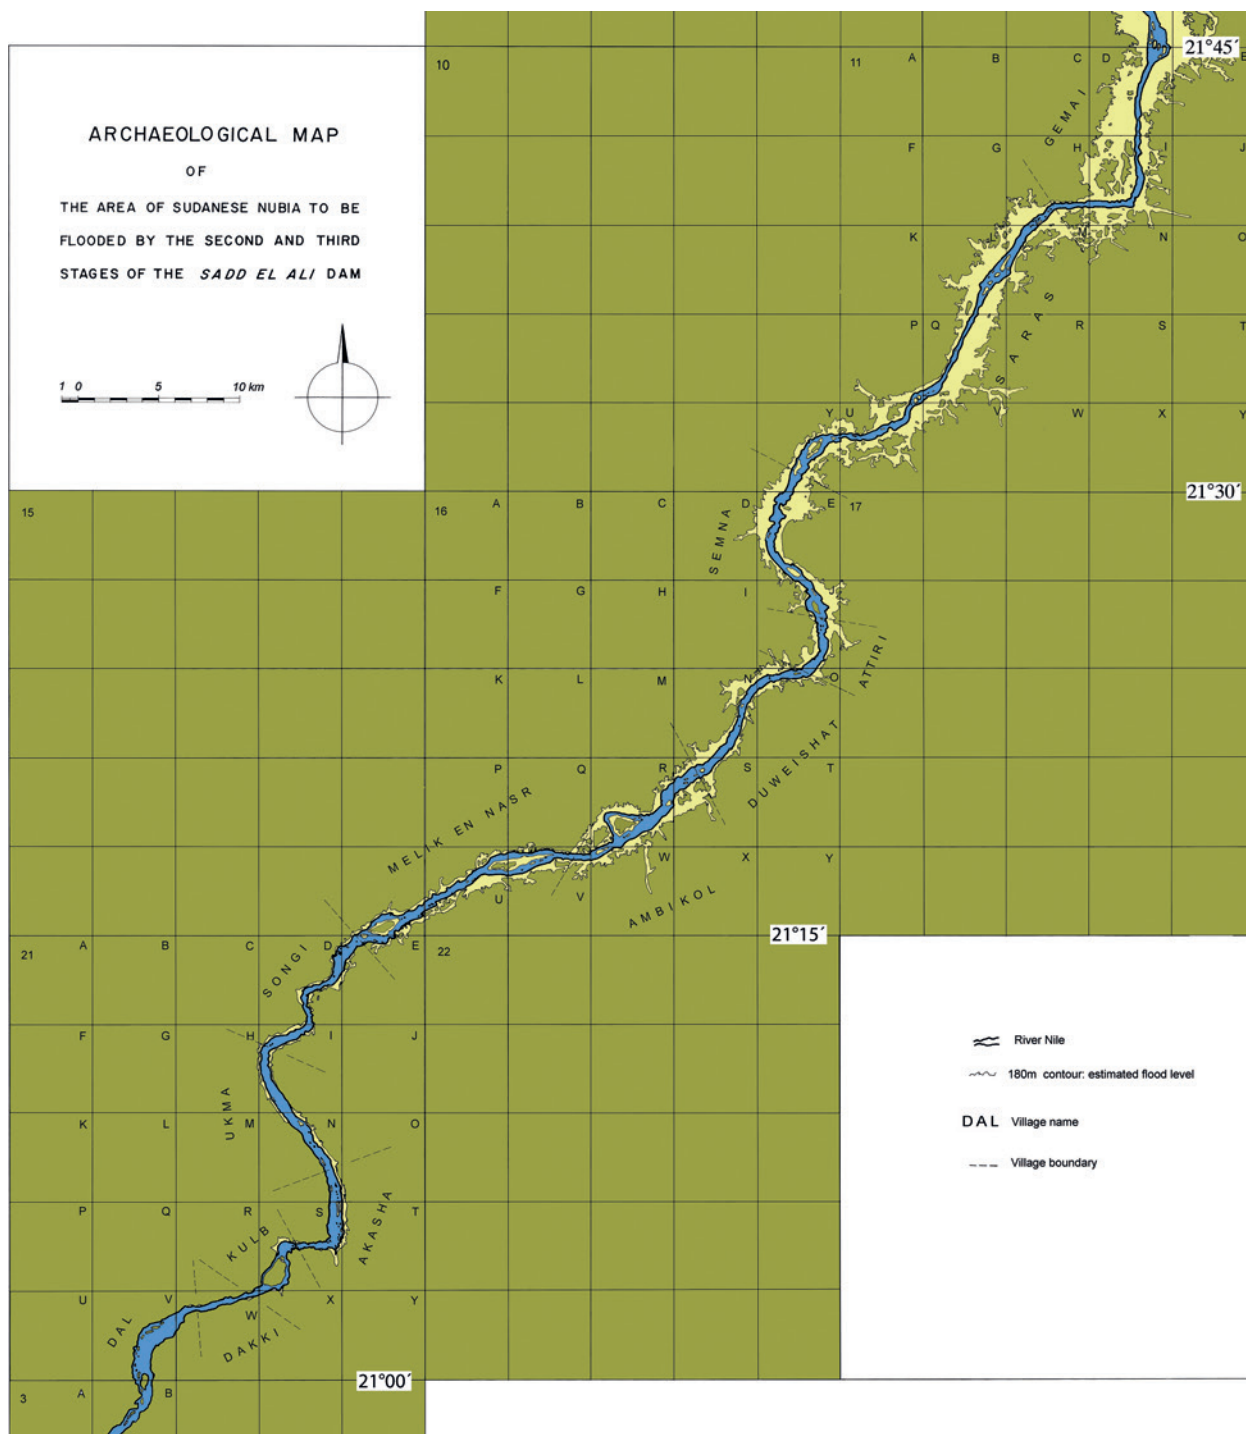 ARCHAEOLOGICAL MAP
OF
THE AREA OF SUDANESE NUBIA TO BE
FLOODED BY THE SECOND AND THIRD
STAGES OF THE SADD EL ALI DAM
1 0 5 10 km
10
11 A B C D E
21°45´
GEMAI
F G H I J
K L M N O
SARAS
P Q R S T
Y U V W X Y
21°30´
15
16 A B C D E 17
SEMNA
F G H I
ATTIRI
K L M N O
DUWEISHAT
P Q R S T
MELIK EN NASR
U V W X Y
AMBIKOL
21°15´
21 A B C D E 22
SONGI
F G H I J
UKMA
K L M N O
AKASHA
P Q R S T
KULB
U V W X Y
DAL
DAKKI
21°00´
3 A B
River Nile
180m contour: estimated flood level
DAL Village name
Village boundary